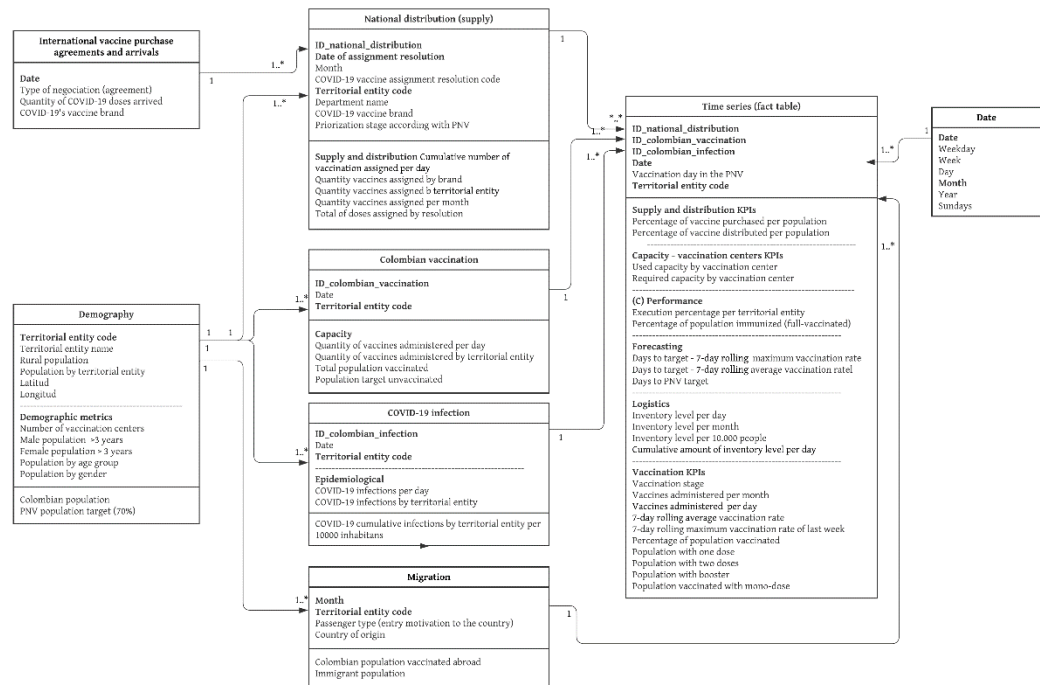 International vaccine purchase
agreements and arrivals
Date
Type of negociation (agreement)
Quantity of COVID-19 doses arrived
COVID-19's vaccine brand
1
1..*
National distribution (supply)
ID_national_distribution
Date of assignment resolution
Month
COVID-19 vaccine assignment resolution code
Territorial entity code
Department name
COVID-19 vaccine brand
Priorization stage according with PNV
Supply and distribution Cumulative number of
vaccination assigned per day
Quantity vaccines assigned by brand
Quantity vaccines assigned b territorial entity
Quantity vaccines assigned per month
Total of doses assigned by resolution
1
1..*
Demography
Territorial entity code
Territorial entity name
Rural population
Population by territorial entity
Latitud
Longitud
Demographic metrics
Number of vaccination centers
Male population >3 years
Female population > 3 years
Population by age group
Population by gender
Colombian population
PNV population target (70%)
1
1
1
1
Colombian vaccination
ID_colombian_vaccination
Date
Territorial entity code
Capacity
Quantity of vaccines administered per day
Quantity of vaccines administered by territorial entity
Total population vaccinated
Population target unvaccinated
1..*
1
COVID-19 infection
ID_colombian_infection
Date
Territorial entity code
Epidemiological
COVID-19 infections per day
COVID-19 infections by territorial entity
COVID-19 cumulative infections by territorial entity per
10000 inhabitans
1..*
1
Migration
Month
Territorial entity code
Passenger type (entry motivation to the country)
Country of origin
Colombian population vaccinated abroad
Immigrant population
1..*
1
Time series (fact table)
ID_national_distribution
ID_colombian_vaccination
ID_colombian_infection
Date
Vaccination day in the PNV
Territorial entity code
Supply and distribution KPIs
Percentage of vaccine purchased per population
Percentage of vaccine distributed per population
Capacity - vaccination centers KPIs
Used capacity by vaccination center
Required capacity by vaccination center
(C) Performance
Execution percentage per territorial entity
Percentage of population immunized (full-vaccinated)
Forecasting
Days to target - 7-day rolling maximum vaccination rate
Days to target - 7-day rolling average vaccination ratel
Days to PNV target
Logistics
Inventory level per day
Inventory level per month
Inventory level per 10.000 people
Cumulative amount of inventory level per day
Vaccination KPIs
Vaccination stage
Vaccines administered per month
Vaccines administered per day
7-day rolling average vaccination rate
7-day rolling maximum vaccination rate of last week
Percentage of population vaccinated
Population with one dose
Population with two doses
Population with booster
Population vaccinated with mono-dose
1..*
1..*
1..*
1..*
1
Date
Date
Weekday
Week
Day
Month
Year
Sundays